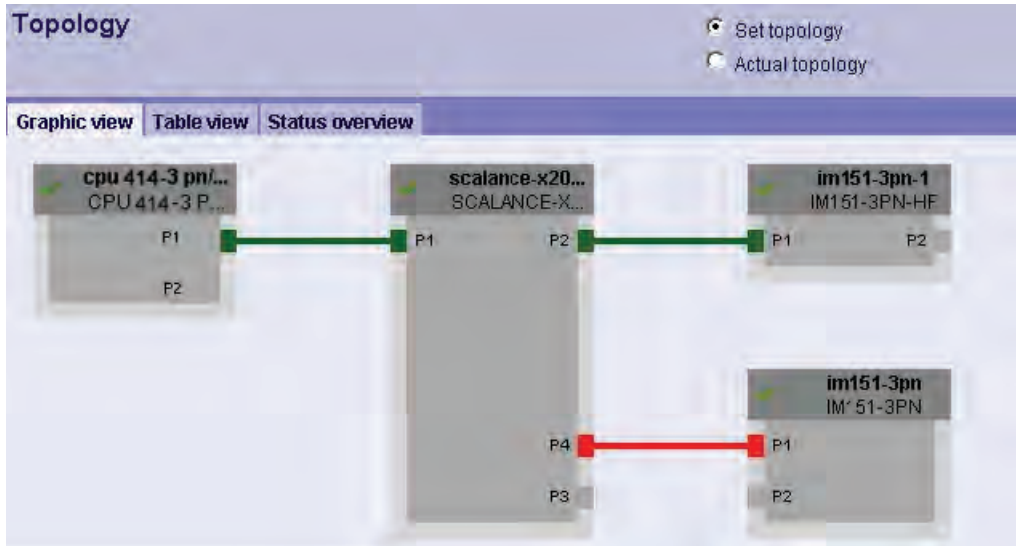 Topology
Set topology
Actual topology
Graphic view Table view Status overview
cpu 414-3 pn/...
CPU 414-3 P...
P1
P2
scalance-x20...
SCALANCE-X...
P1 P2
P4
P3
im151-3pn-1
IM151-3PN-HF
P1 P2
im151-3pn
IM151-3PN
P1
P2